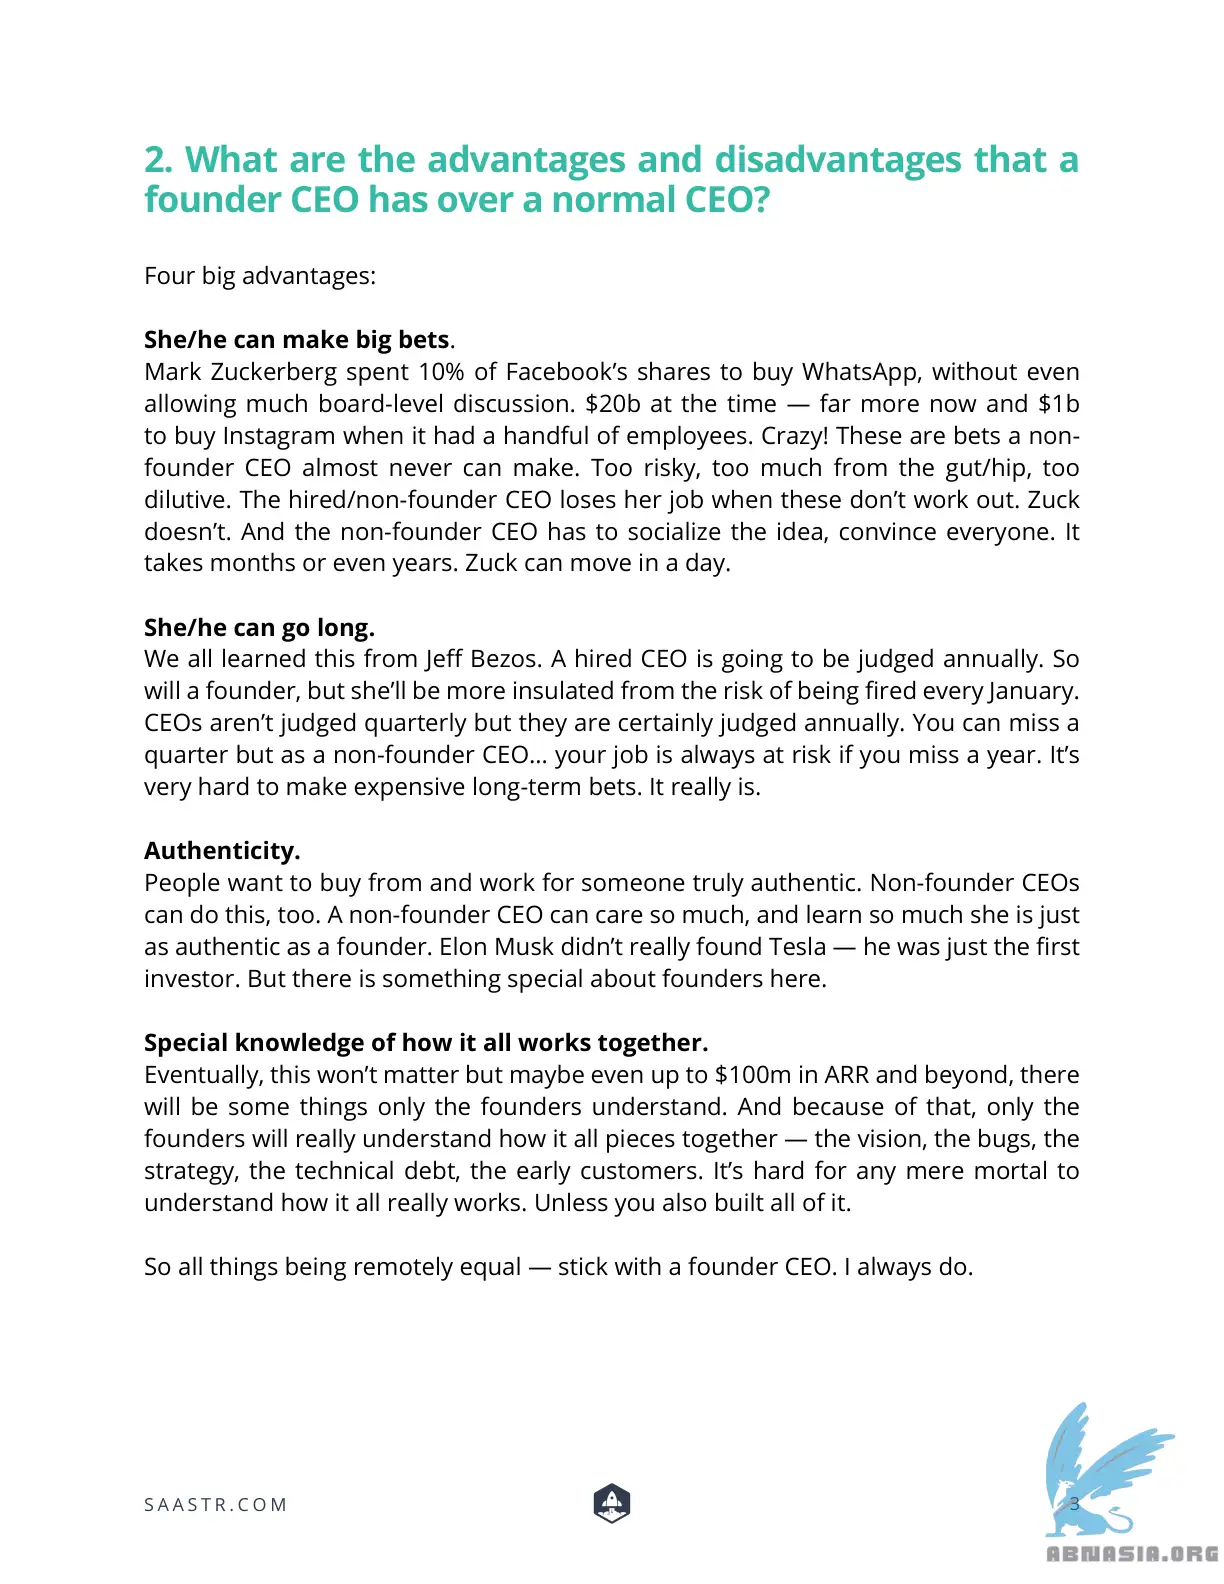 2. What are the advantages and disadvantages that a
founder CEO has over a normal CEO?
Four big advantages:
She/he can make big bets.
Mark Zuckerberg spent 10% of Facebook’s shares to buy WhatsApp, without even
allowing much board-level discussion. $20b at the time — far more now and $1b
to buy Instagram when it had a handful of employees. Crazy! These are bets a non-
founder CEO almost never can make. Too risky, too much from the gut/hip, too
dilutive. The hired/non-founder CEO loses her job when these don’t work out. Zuck
doesn’t. And the non-founder CEO has to socialize the idea, convince everyone. It
takes months or even years. Zuck can move in a day.
She/he can go long.
We all learned this from Jeff Bezos. A hired CEO is going to be judged annually. So
will a founder, but she’ll be more insulated from the risk of being fired every January.
CEOs aren’t judged quarterly but they are certainly judged annually. You can miss a
quarter but as a non-founder CEO… your job is always at risk if you miss a year. It’s
very hard to make expensive long-term bets. It really is.
Authenticity.
People want to buy from and work for someone truly authentic. Non-founder CEOs
can do this, too. A non-founder CEO can care so much, and learn so much she is just
as authentic as a founder. Elon Musk didn’t really found Tesla — he was just the first
investor. But there is something special about founders here.
Special knowledge of how it all works together.
Eventually, this won’t matter but maybe even up to $100m in ARR and beyond, there
will be some things only the founders understand. And because of that, only the
founders will really understand how it all pieces together — the vision, the bugs, the
strategy, the technical debt, the early customers. It’s hard for any mere mortal to
understand how it all really works. Unless you also built all of it.
So all things being remotely equal — stick with a founder CEO. I always do.
SAASTR.COM
3
ABNASIA.ORG